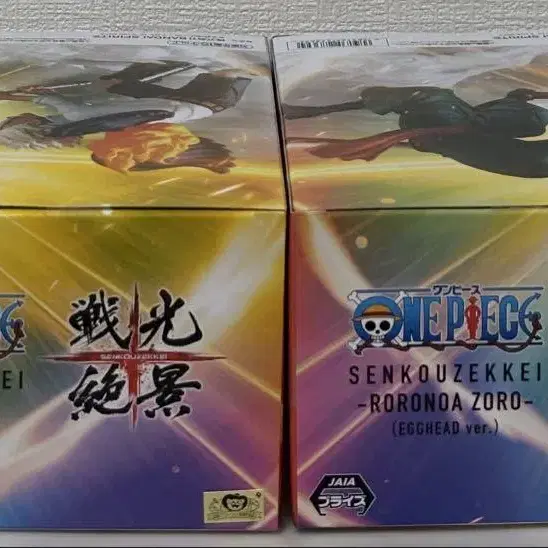 KEI
戦光
SENKOUZEKKEI
絶景
ワンピース
ONE PIECE
SENKOUZEKKEI
-RORONOA ZORO-
(EGGHEAD ver.)
JAIA
プライズ